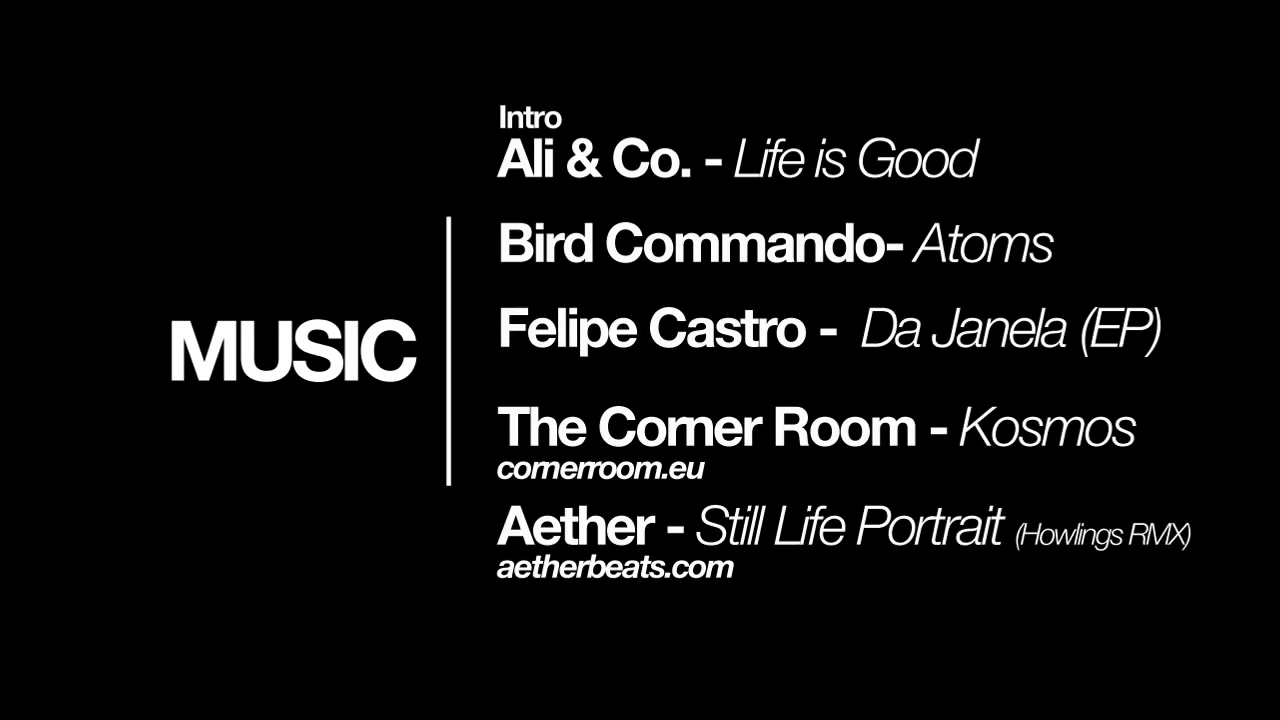 MUSIC
Intro
Ali & Co. - Life is Good
Bird Commando- Atoms
Felipe Castro - Da Janela (EP)
The Corner Room - Kosmos
cornerroom.eu
Aether - Still Life Portrait (Howlings RMX)
aetherbeats.com